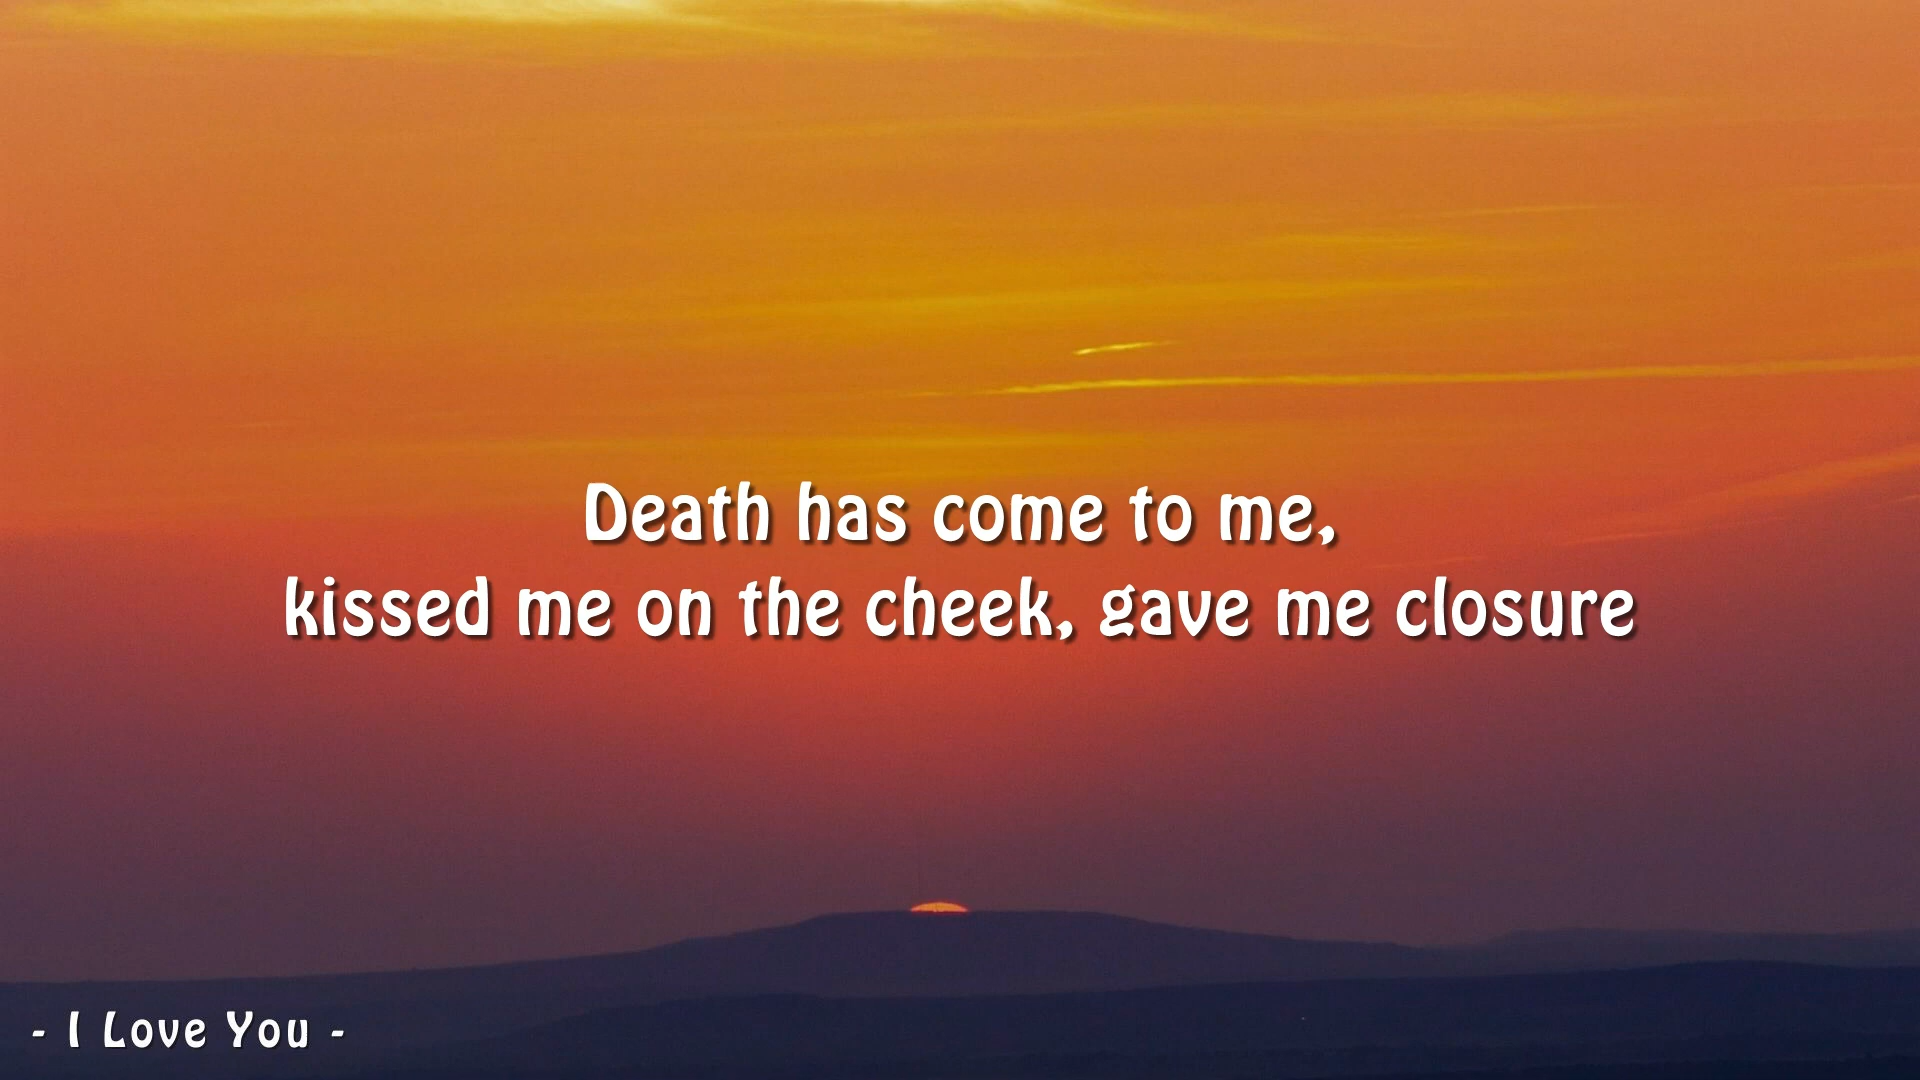 Death has come to me,
kissed me on the cheek, gave me closure
- I Love You -